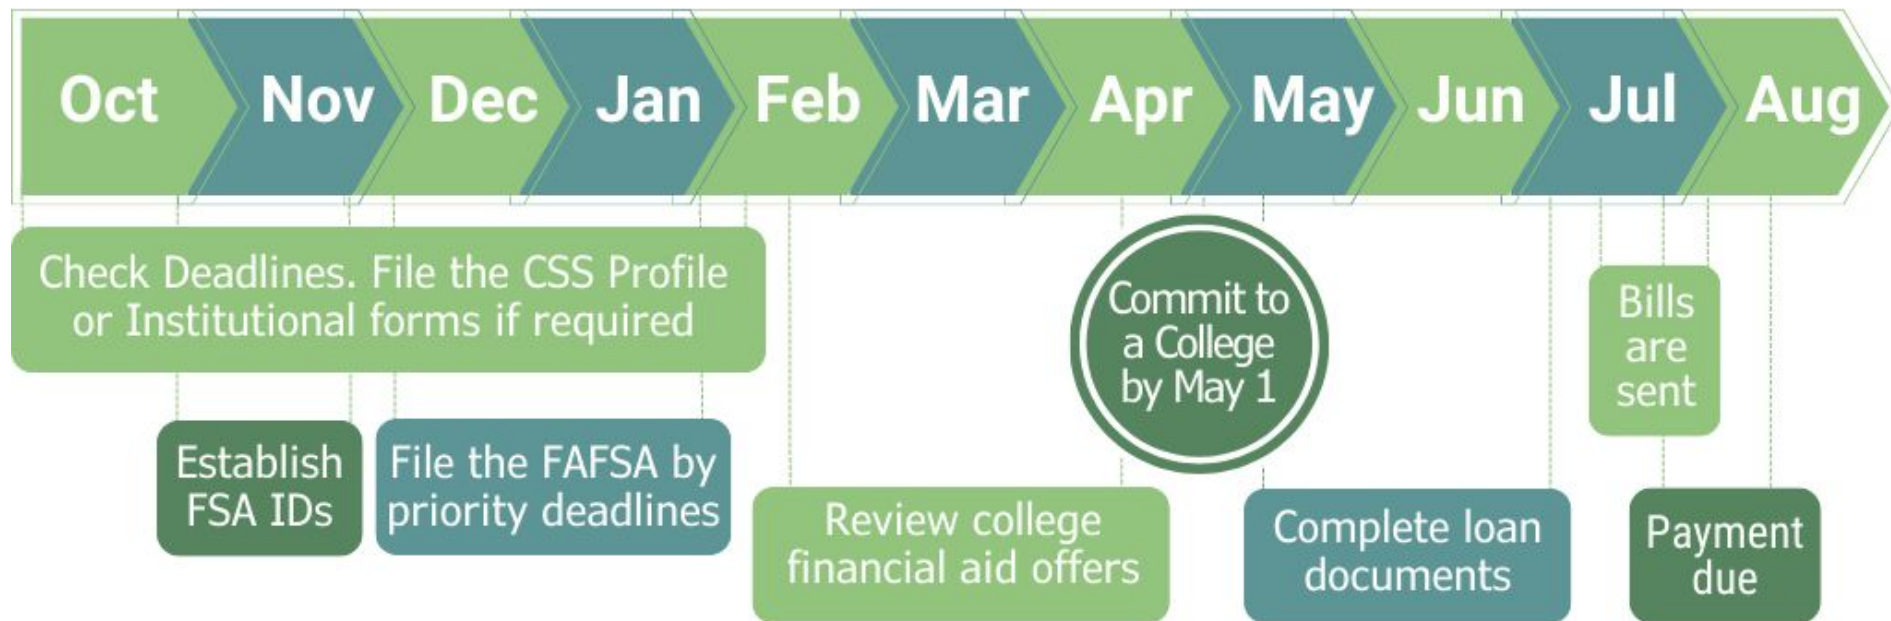 Oct Nov Dec Jan Feb Mar Apr May Jun Jul Aug
Check Deadlines. File the CSS Profile
or Institutional forms if required
Establish
FSA IDs
File the FAFSA by
priority deadlines
Review college
financial aid offers
Commit to
a College
by May 1
Complete loan
documents
Bills
are
sent
Payment
due